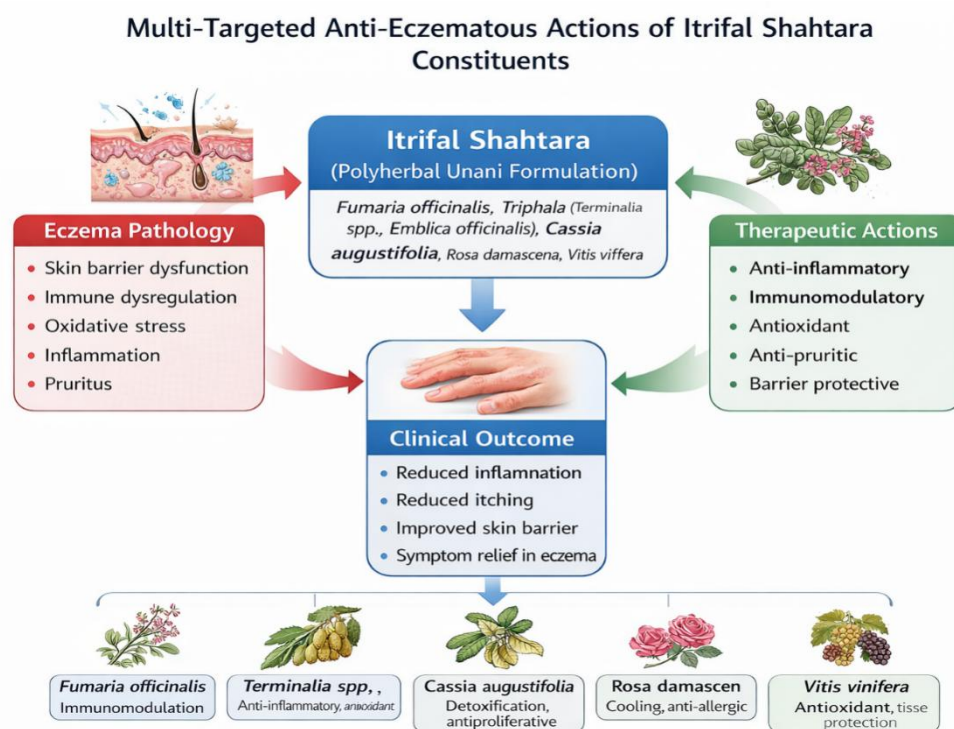 Multi-Targeted Anti-Eczematous Actions of Itrifal Shahtara
Constituents
Itrifal Shahtara
(Polyherbal Unani Formulation)
Fumaria officinalis, Triphala (Terminalia
spp., Emblica officinalis), Cassia
augustifolia, Rosa damascena, Vitis viffera
Eczema Pathology
• Skin barrier dysfunction
• Immune dysregulation
• Oxidative stress
• Inflammation
• Pruritus
Therapeutic Actions
• Anti-inflammatory
• Immunomodulatory
• Antioxidant
• Anti-pruritic
• Barrier protective
Clinical Outcome
• Reduced inflamnation
• Reduced itching
• Improved skin barrier
• Symptom relief in eczema
Fumaria officinalis
Immunomodulation
Terminalia spp, ,
Anti-inflammatory, anıoxidant
Cassia augustifolia
Detoxification,
antiproliferative
Rosa damascen
Cooling, anti-allergic
Vitis vinifera
Antioxidant, tissue
protection